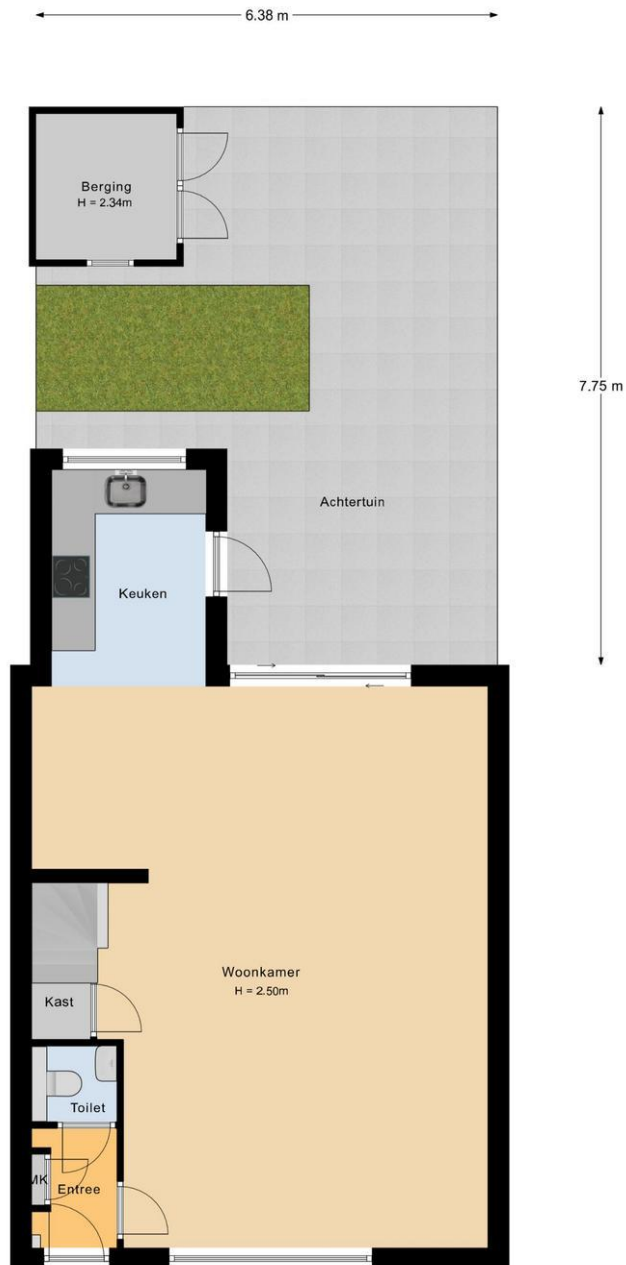 6.38 m
Berging
H = 2.34m
7.75 m
Achtertuin
Keuken
Woonkamer
H = 2.50m
Kast
Toilet
MK
Entree